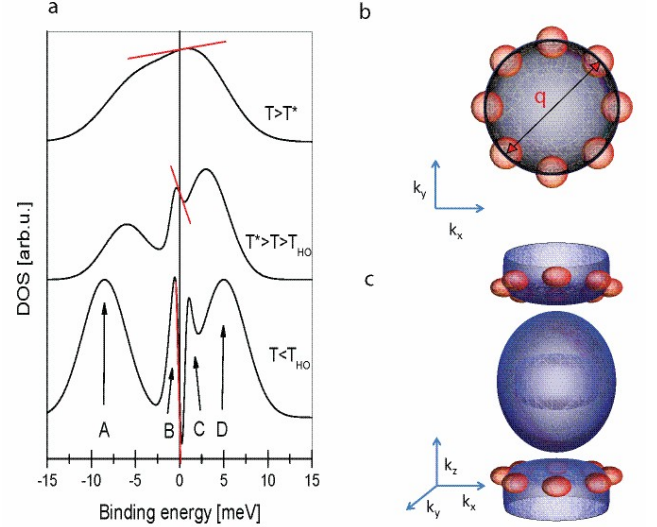 a
DOS [arb.u.]
T>T*
T*>T>T_HO
T<T_HO
A
B
C
D
-15 -10 -5 0 5 10 15
Binding energy [meV]
b
q
k_y
k_x
c
k_z
k_y
k_x